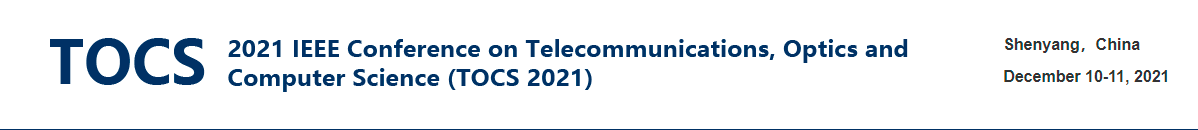 TOCS
2021 IEEE Conference on Telecommunications, Optics and
Computer Science (TOCS 2021)
Shenyang，China
December 10-11, 2021